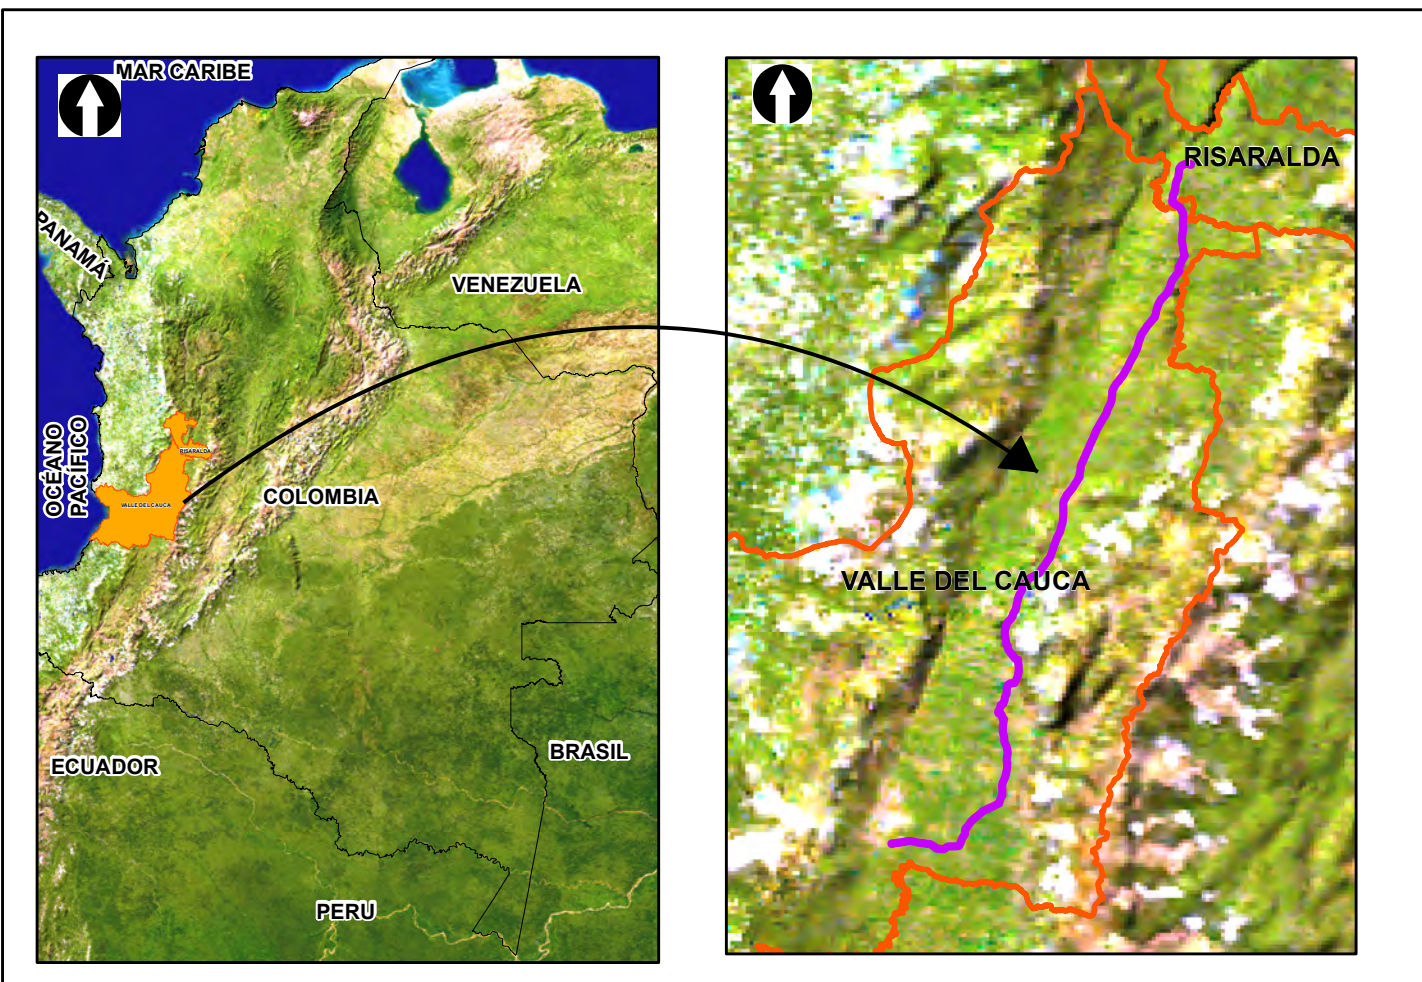 MAR CARIBE
PANAMÁ
VENEZUELA
OCÉANO
PACÍFICO
RISARALDA
COLOMBIA
VALLE DEL CAUCA
ECUADOR
BRASIL
PERU
RISARALDA
VALLE DEL CAUCA